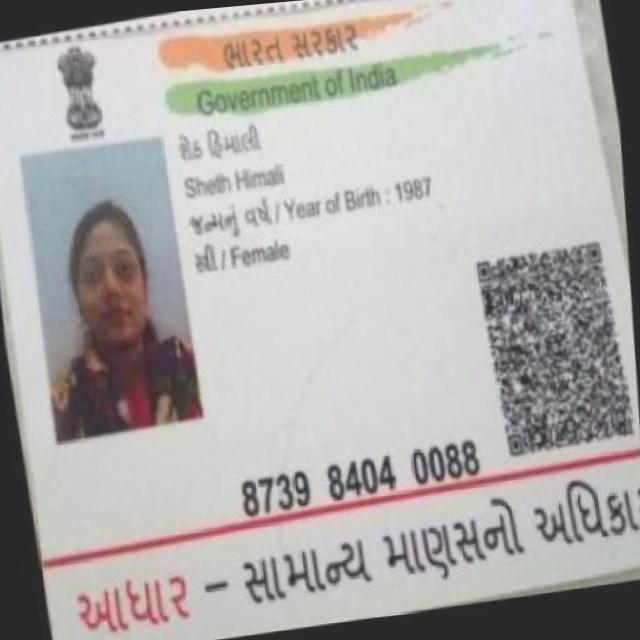 ભારત સરકાર
Government of India
શેઠ હિમાલી
Sheth Himali
જન્મનું વર્ષ / Year of Birth : 1987
સ્ત્રી / Female
8739 8404 0088
આધાર – સામાન્ય માણસનો અધિકાર